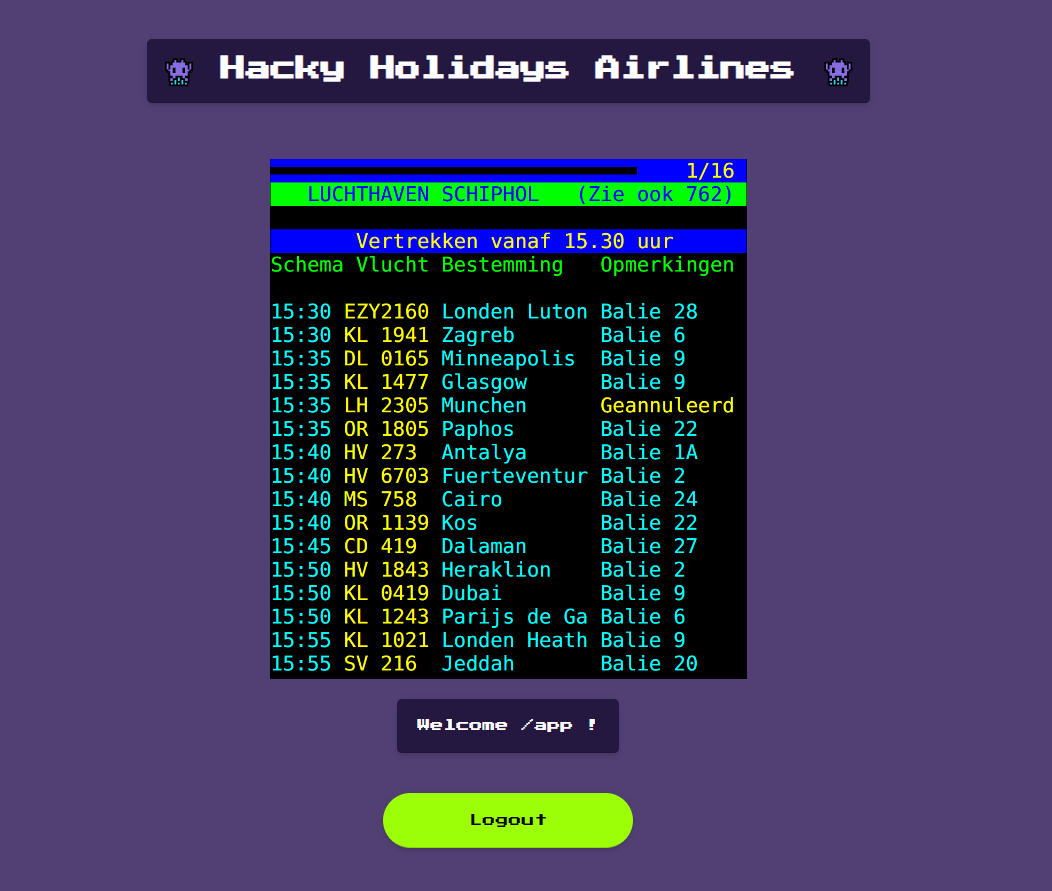 Hacky Holidays Airlines
1/16
LUCHTHAVEN SCHIPHOL (Zie ook 762)
Vertrekken vanaf 15.30 uur
Schema Vlucht Bestemming Opmerkingen
15:30 EZY2160 Londen Luton Balie 28
15:30 KL 1941 Zagreb Balie 6
15:35 DL 0165 Minneapolis Balie 9
15:35 KL 1477 Glasgow Balie 9
15:35 LH 2305 Munchen Geannuleerd
15:35 OR 1805 Paphos Balie 22
15:40 HV 273 Antalya Balie 1A
15:40 HV 6703 Fuerteventur Balie 2
15:40 MS 758 Cairo Balie 24
15:40 OR 1139 Kos Balie 22
15:45 CD 419 Dalaman Balie 27
15:50 HV 1843 Heraklion Balie 2
15:50 KL 0419 Dubai Balie 9
15:50 KL 1243 Parijs de Ga Balie 6
15:55 KL 1021 Londen Heath Balie 9
15:55 SV 216 Jeddah Balie 20
Welcome /app !
Logout